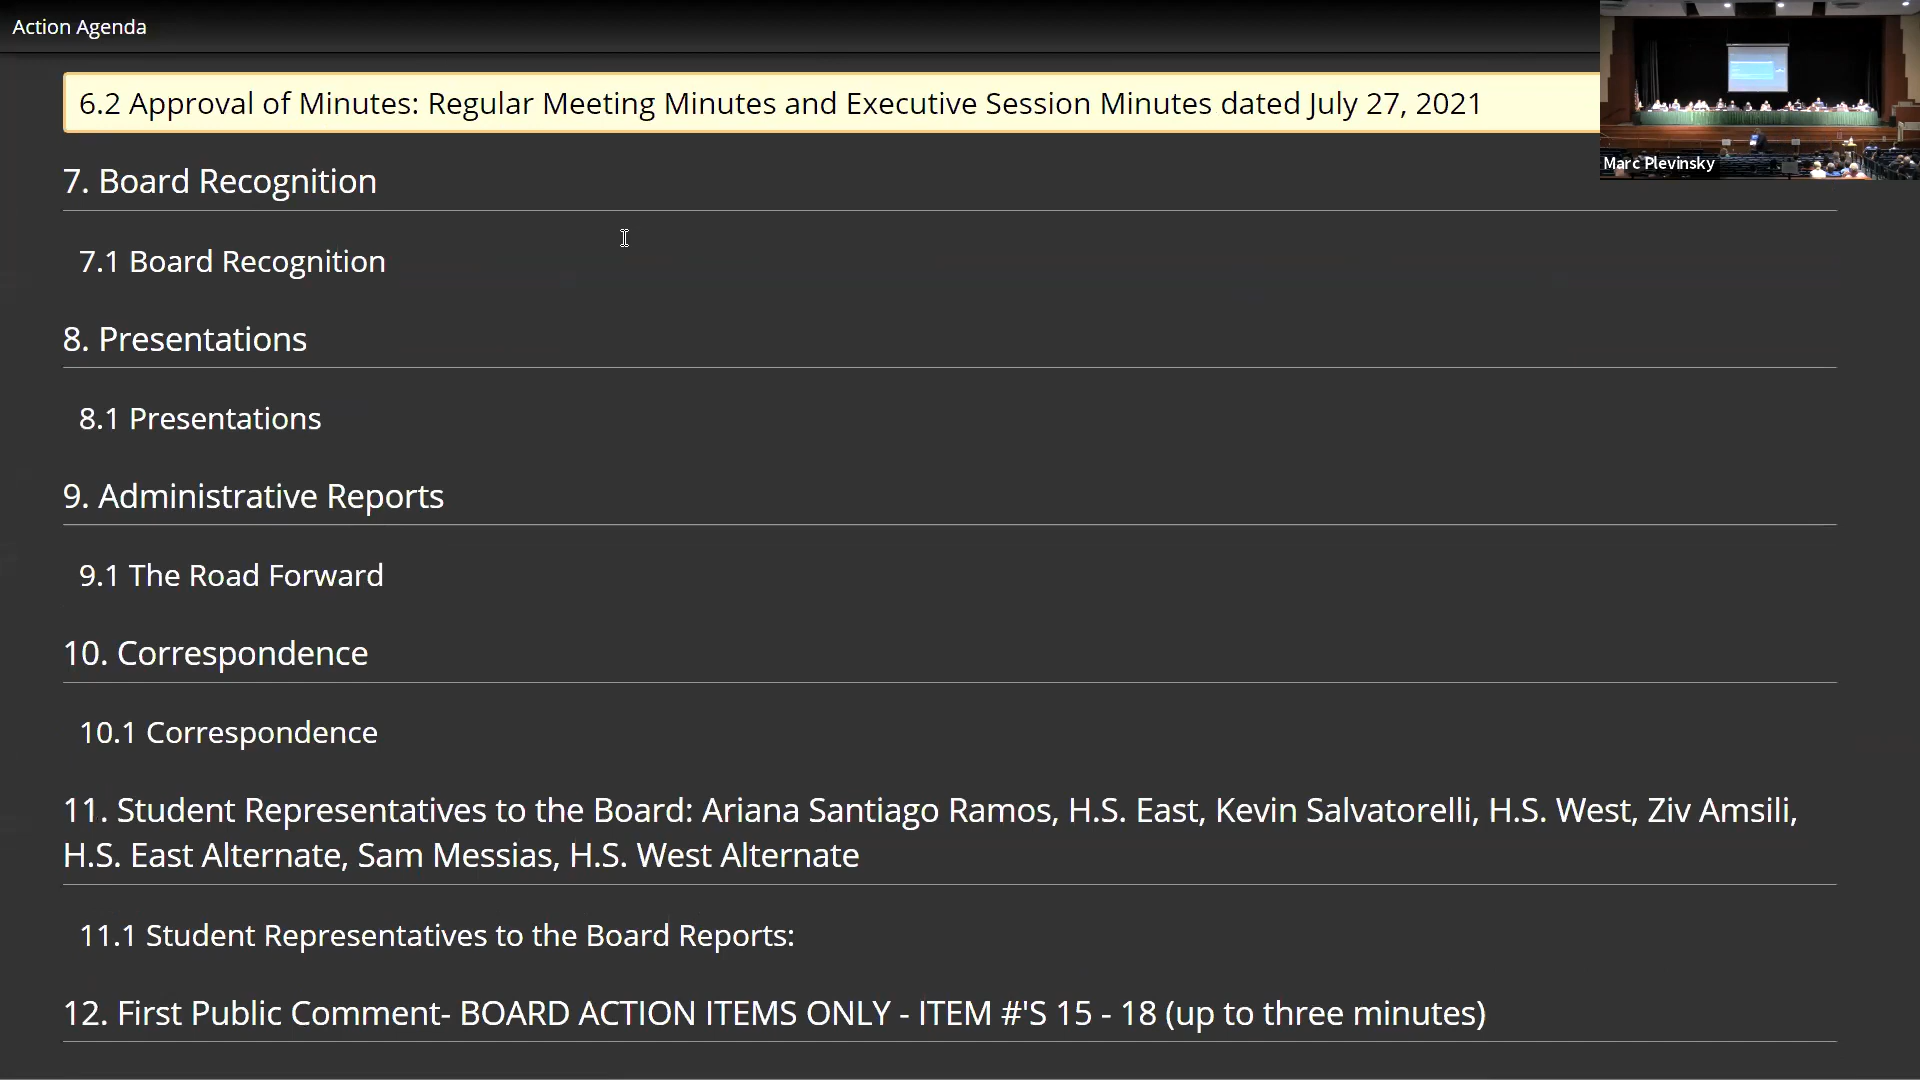 Action Agenda
6.2 Approval of Minutes: Regular Meeting Minutes and Executive Session Minutes dated July 27, 2021
Marc Plevinsky
7. Board Recognition
7.1 Board Recognition
8. Presentations
8.1 Presentations
9. Administrative Reports
9.1 The Road Forward
10. Correspondence
10.1 Correspondence
11. Student Representatives to the Board: Ariana Santiago Ramos, H.S. East, Kevin Salvatorelli, H.S. West, Ziv Amsili,
H.S. East Alternate, Sam Messias, H.S. West Alternate
11.1 Student Representatives to the Board Reports:
12. First Public Comment- BOARD ACTION ITEMS ONLY - ITEM #'S 15 - 18 (up to three minutes)